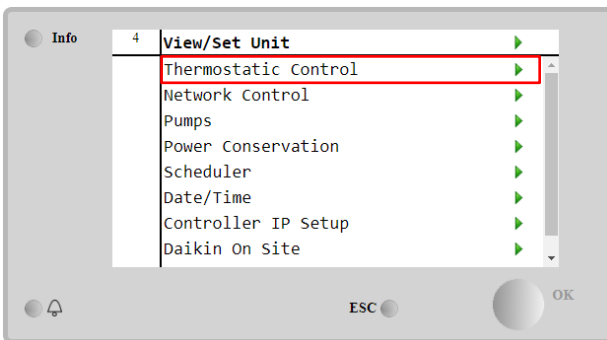 Info
4 View/Set Unit
Thermostatic Control
Network Control
Pumps
Power Conservation
Scheduler
Date/Time
Controller IP Setup
Daikin On Site
ESC
OK